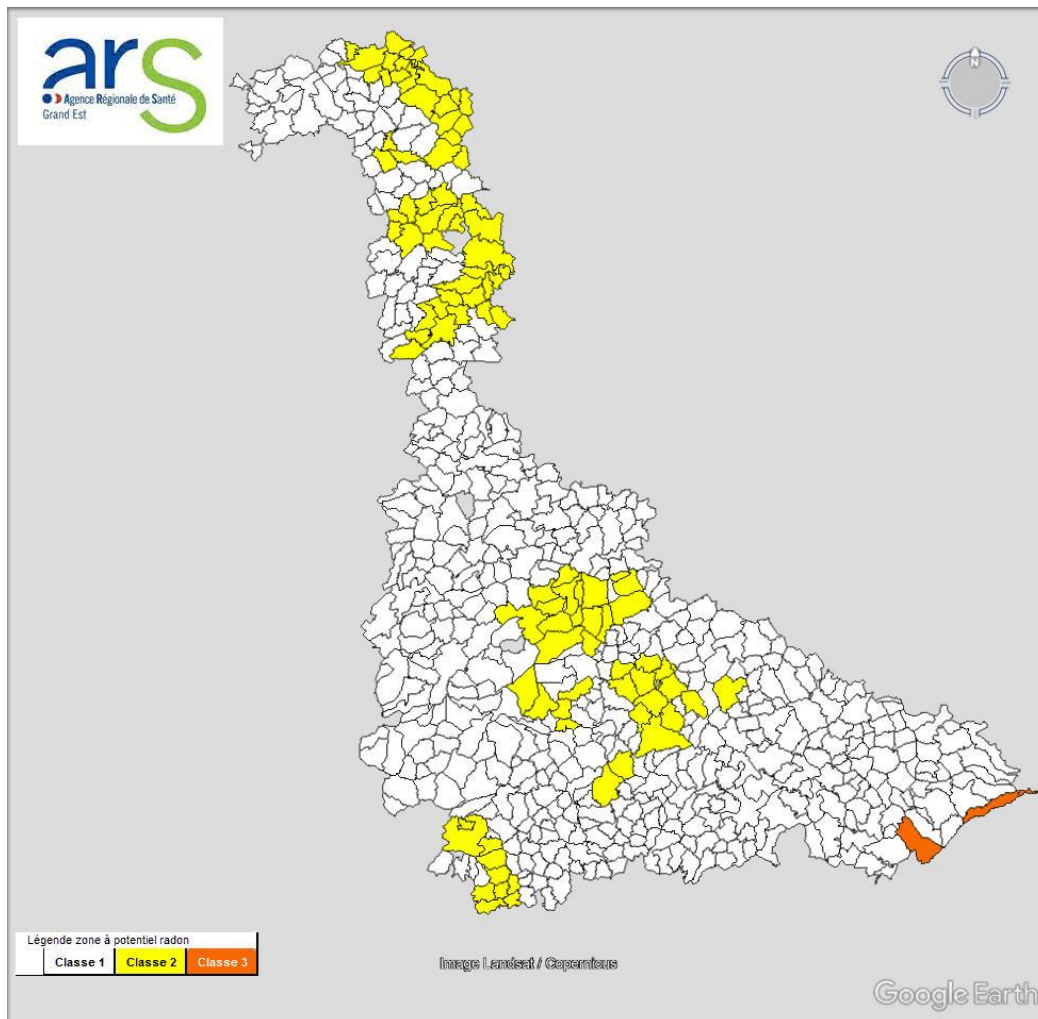 ars
Agence Régionale de Santé
Grand Est
N
Légende zone à potentiel radon
Classe 1 Classe 2 Classe 3
Image Landsat / Copernicus
Google Earth